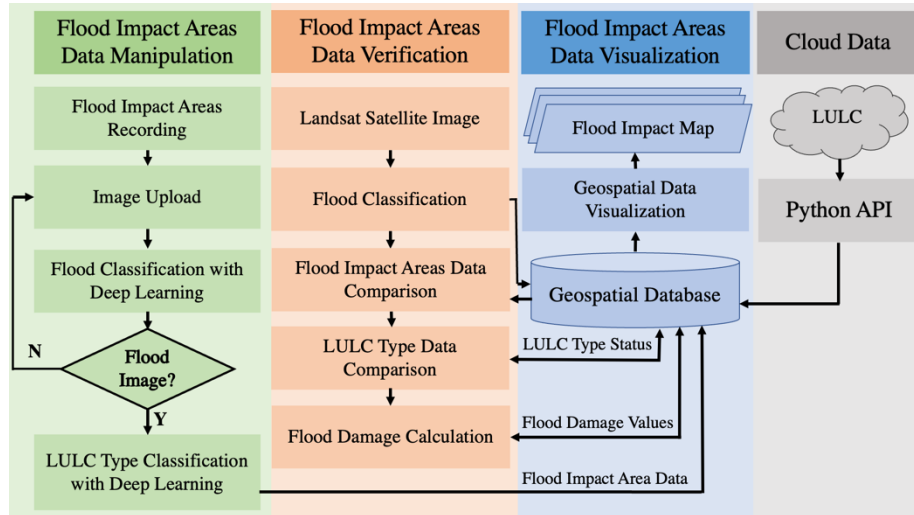 Flood Impact Areas
Data Manipulation
Flood Impact Areas
Recording
Image Upload
Flood Classification with
Deep Learning
N
Flood
Image?
Y
LULC Type Classification
with Deep Learning
Flood Impact Areas
Data Verification
Landsat Satellite Image
Flood Classification
Flood Impact Areas Data
Comparison
LULC Type Data
Comparison
Flood Damage Calculation
Flood Impact Areas
Data Visualization
Flood Impact Map
Geospatial Data
Visualization
Geospatial Database
LULC Type Status
Flood Damage Values
Flood Impact Area Data
Cloud Data
LULC
Python API